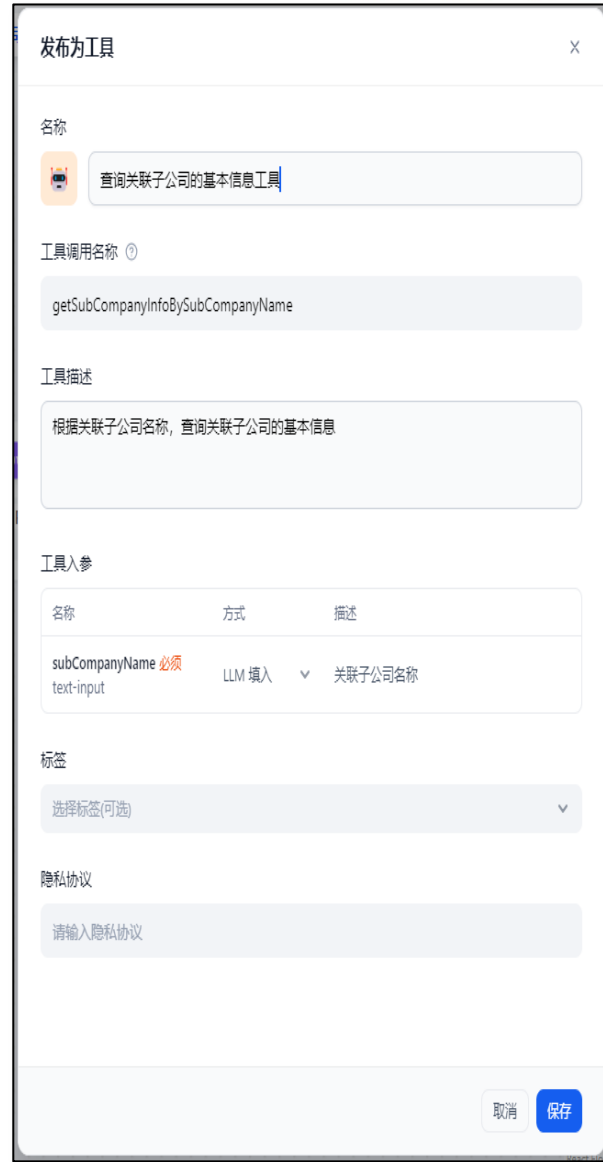 发布为工具
名称
查询关联子公司的基本信息工具
工具调用名称
getSubCompanyInfoBySubCompanyName
工具描述
根据关联子公司名称，查询关联子公司的基本信息
工具入参
名称 方式 描述
subCompanyName 必须
text-input
LLM 填入
关联子公司名称
标签
选择标签(可选)
隐私协议
请输入隐私协议
取消 保存